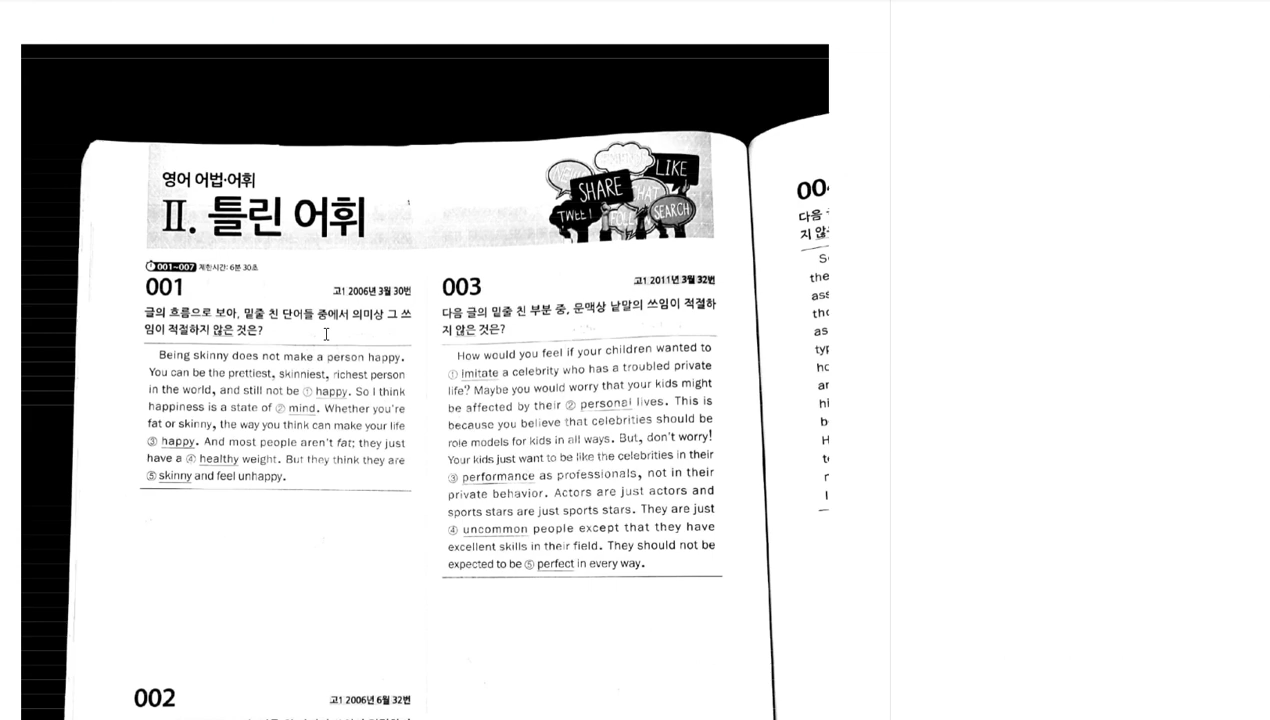 영어 어법·어휘
Ⅱ. 틀린 어휘
SHARE
LIKE
TWEET
SEARCH
001~007 제한시간: 6분 30초
001
고1 2006년 3월 30번
글의 흐름으로 보아, 밑줄 친 단어들 중에서 의미상 그 쓰
임이 적절하지 않은 것은?
Being skinny does not make a person happy.
You can be the prettiest, skinniest, richest person
in the world, and still not be ① happy. So I think
happiness is a state of ② mind. Whether you're
fat or skinny, the way you think can make your life
③ happy. And most people aren't fat; they just
have a ④ healthy weight. But they think they are
⑤ skinny and feel unhappy.
002
고1 2006년 6월 32번
003
고1 2011년 3월 32번
다음 글의 밑줄 친 부분 중, 문맥상 낱말의 쓰임이 적절하
지 않은 것은?
How would you feel if your children wanted to
① imitate a celebrity who has a troubled private
life? Maybe you would worry that your kids might
be affected by their ② personal lives. This is
because you believe that celebrities should be
role models for kids in all ways. But, don't worry!
Your kids just want to be like the celebrities in their
③ performance as professionals, not in their
private behavior. Actors are just actors and
sports stars are just sports stars. They are just
④ uncommon people except that they have
excellent skills in their field. They should not be
expected to be ⑤ perfect in every way.
다음
지 않
the
as